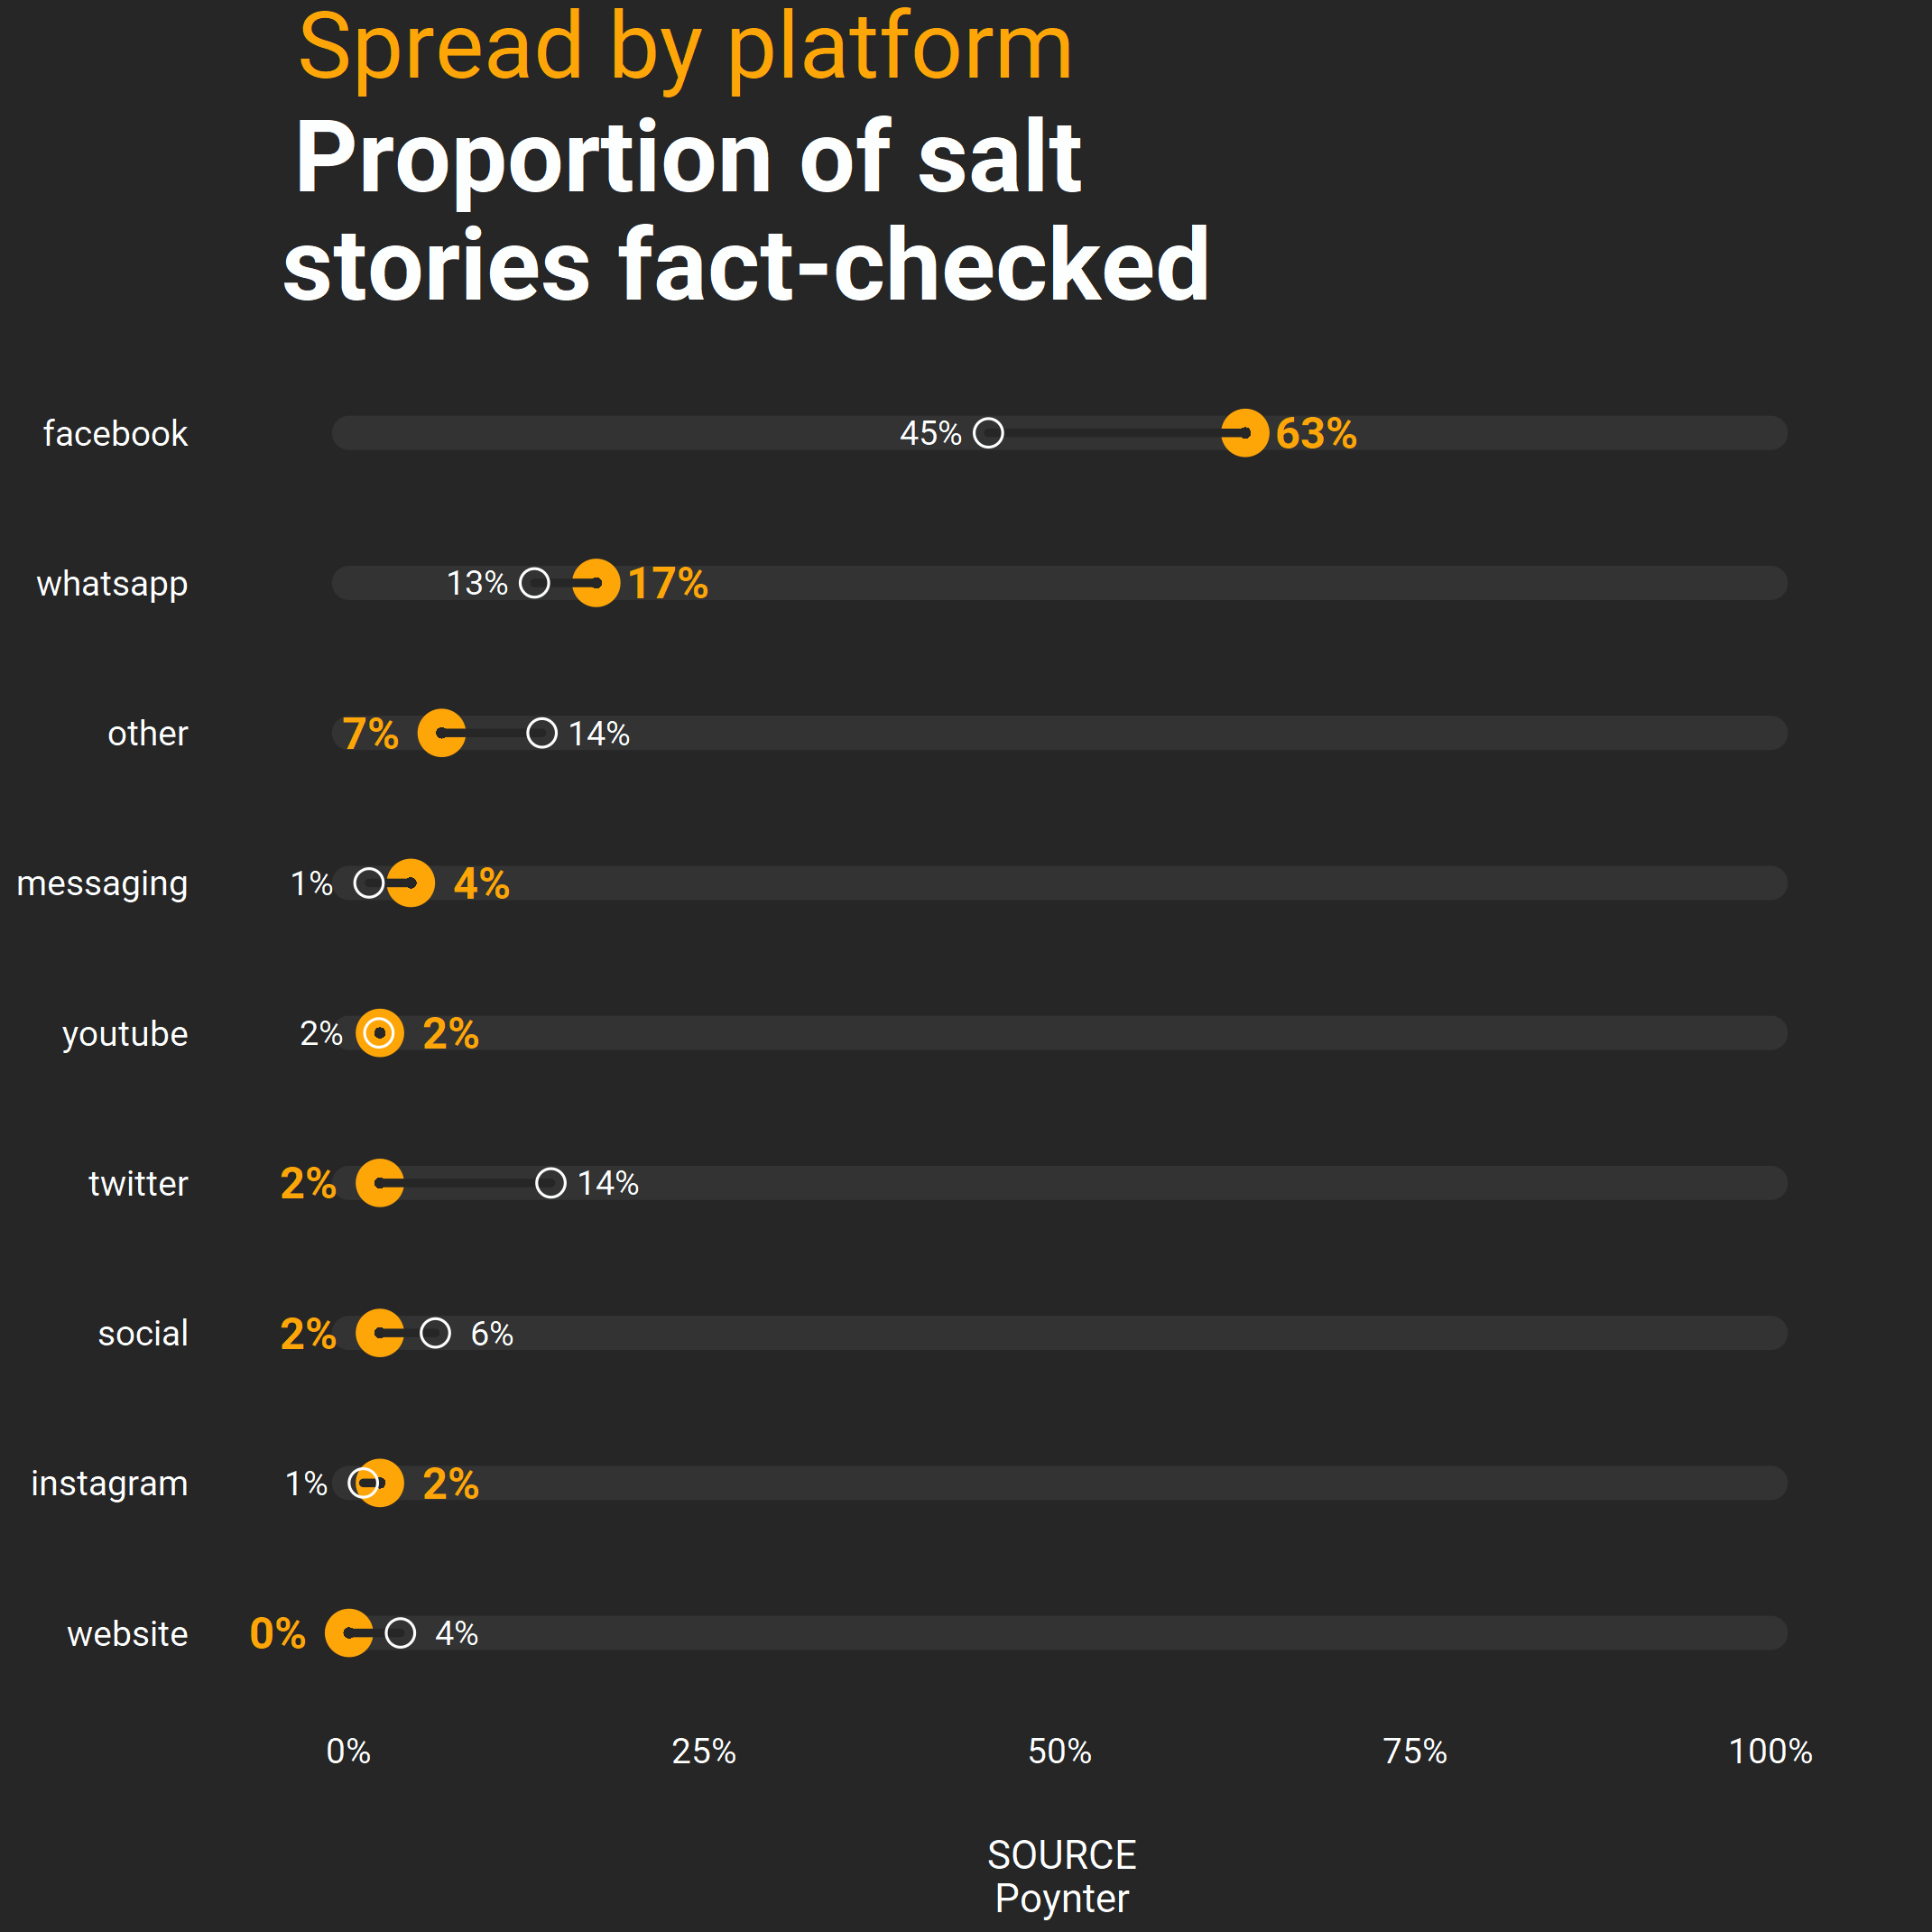 Spread by platform
Proportion of salt
stories fact-checked
facebook 45% 63%
whatsapp 13% 17%
other 7% 14%
messaging 1% 4%
youtube 2% 2%
twitter 2% 14%
social 2% 6%
instagram 1% 2%
website 0% 4%
0% 25% 50% 75% 100%
SOURCE
Poynter